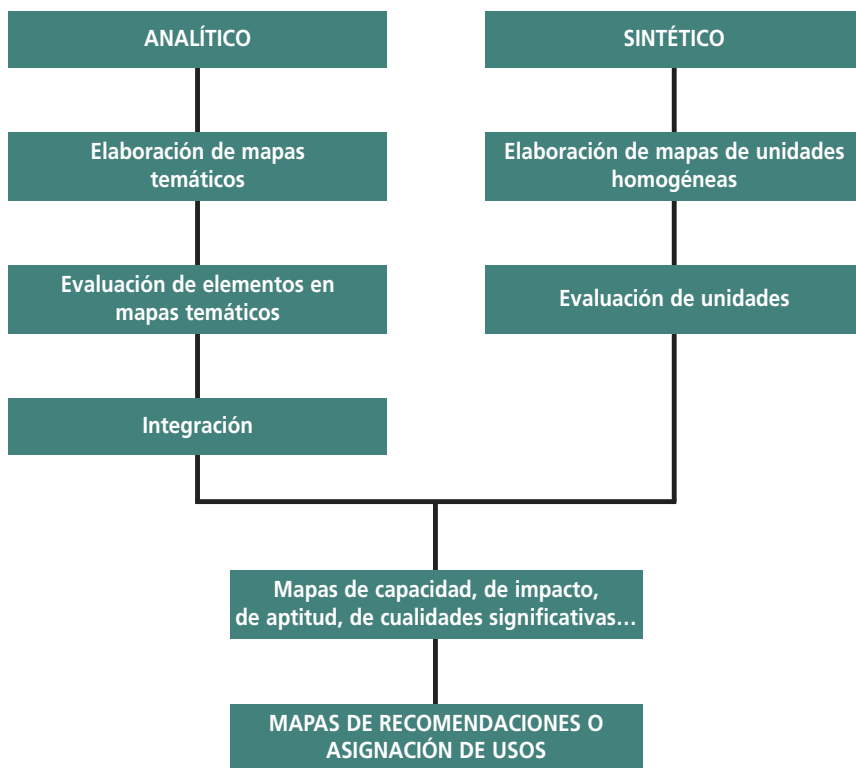 ANALÍTICO
Elaboración de mapas
temáticos
Evaluación de elementos en
mapas temáticos
Integración
SINTÉTICO
Elaboración de mapas de unidades
homogéneas
Evaluación de unidades
Mapas de capacidad, de impacto,
de aptitud, de cualidades significativas…
MAPAS DE RECOMENDACIONES O
ASIGNACIÓN DE USOS